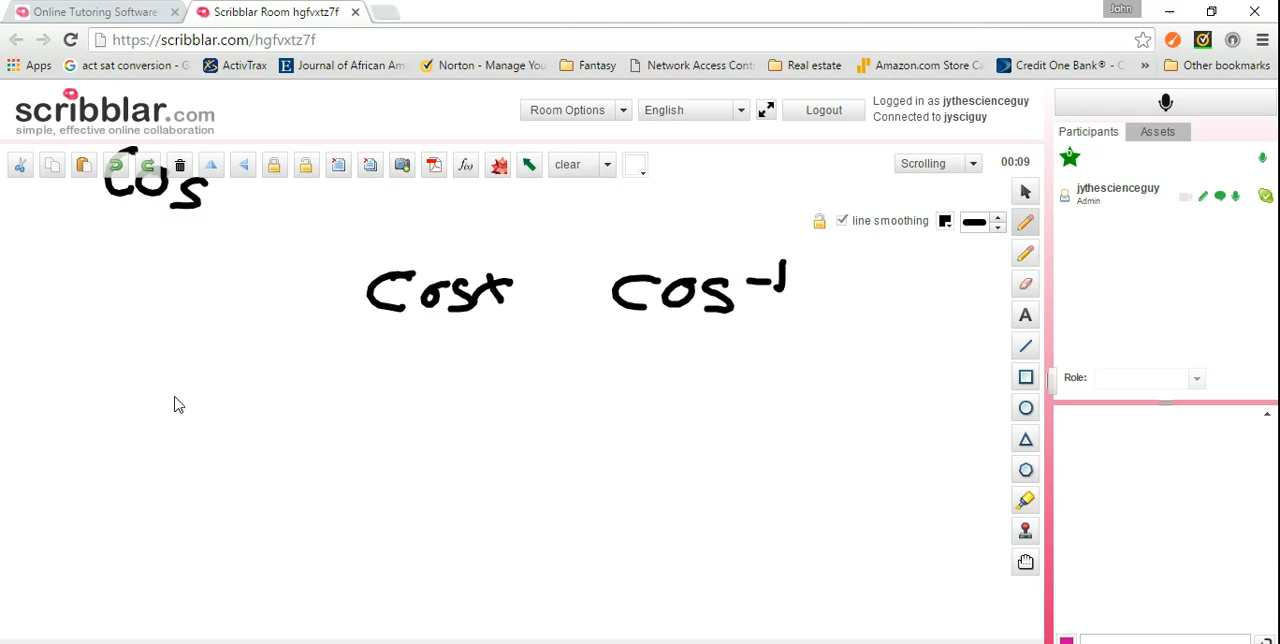 John
Online Tutoring Software
Scribblar Room hgfvxtz7f
https://scribblar.com/hgfvxtz7f
Apps act sat conversion - G ActivTrax Journal of African Am Norton - Manage You Fantasy Network Access Cont Real estate Amazon.com Store Ca Credit One Bank® - C » Other bookmarks
scribblar.com
simple, effective online collaboration
Room Options English Logout
Logged in as jythescienceguy
Connected to jysciguy
Participants Assets
f(x) clear Scrolling 00:09
jythescienceguy
Admin
line smoothing
A
Role:
Cos
Cosx Cos⁻¹